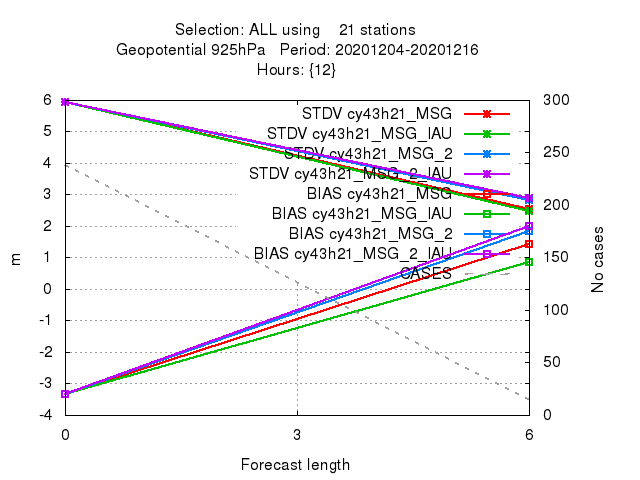 Selection: ALL using    21 stations
Geopotential 925hPa   Period: 20201204-20201216
Hours: {12}
STDV cy43h21_MSG
STDV cy43h21_MSG_IAU
STDV cy43h21_MSG_2
STDV cy43h21_MSG_2_IAU
BIAS cy43h21_MSG
BIAS cy43h21_MSG_IAU
BIAS cy43h21_MSG_2
BIAS cy43h21_MSG_2_IAU
CASES
6
5
4
3
2
1
0
-1
-2
-3
-4
m
300
250
200
150
100
50
0
No cases
0 3 6
Forecast length